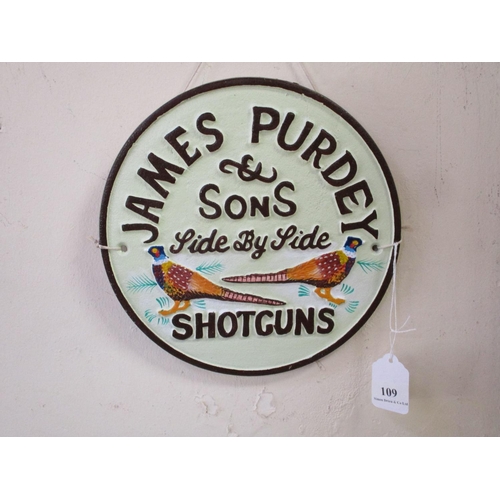 JAMES PURDEY
&
SONS
Side By Side
SHOTGUNS
109